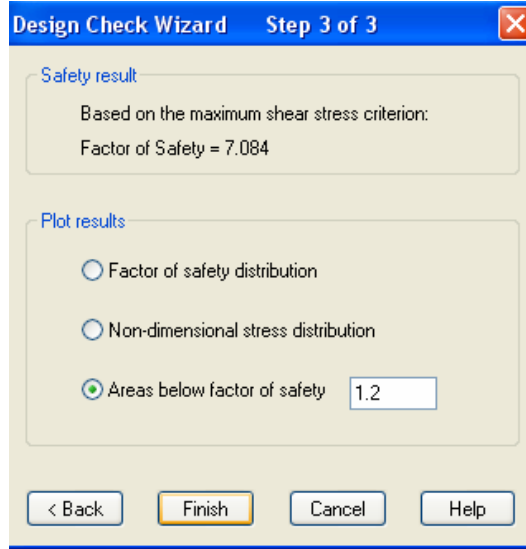 Design Check Wizard Step 3 of 3
Safety result
Based on the maximum shear stress criterion:
Factor of Safety = 7.084
Plot results
Factor of safety distribution
Non-dimensional stress distribution
Areas below factor of safety 1.2
< Back Finish Cancel Help